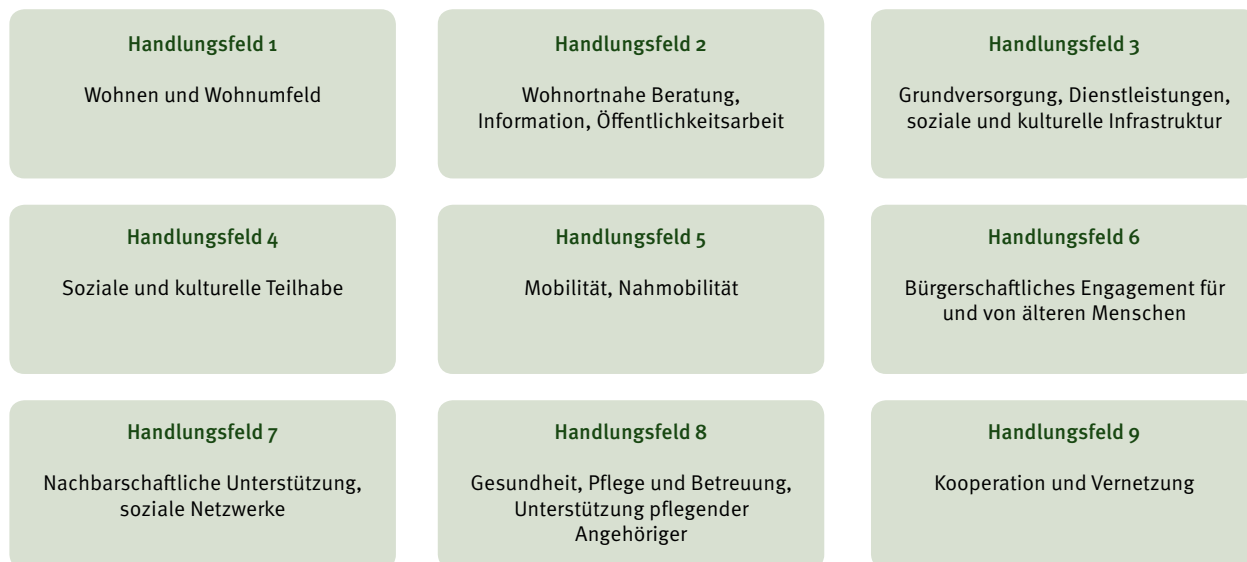 Handlungsfeld 1
Wohnen und Wohnumfeld
Handlungsfeld 2
Wohnortnahe Beratung,
Information, Öffentlichkeitsarbeit
Handlungsfeld 3
Grundversorgung, Dienstleistungen,
soziale und kulturelle Infrastruktur
Handlungsfeld 4
Soziale und kulturelle Teilhabe
Handlungsfeld 5
Mobilität, Nahmobilität
Handlungsfeld 6
Bürgerschaftliches Engagement für
und von älteren Menschen
Handlungsfeld 7
Nachbarschaftliche Unterstützung,
soziale Netzwerke
Handlungsfeld 8
Gesundheit, Pflege und Betreuung,
Unterstützung pflegender
Angehöriger
Handlungsfeld 9
Kooperation und Vernetzung